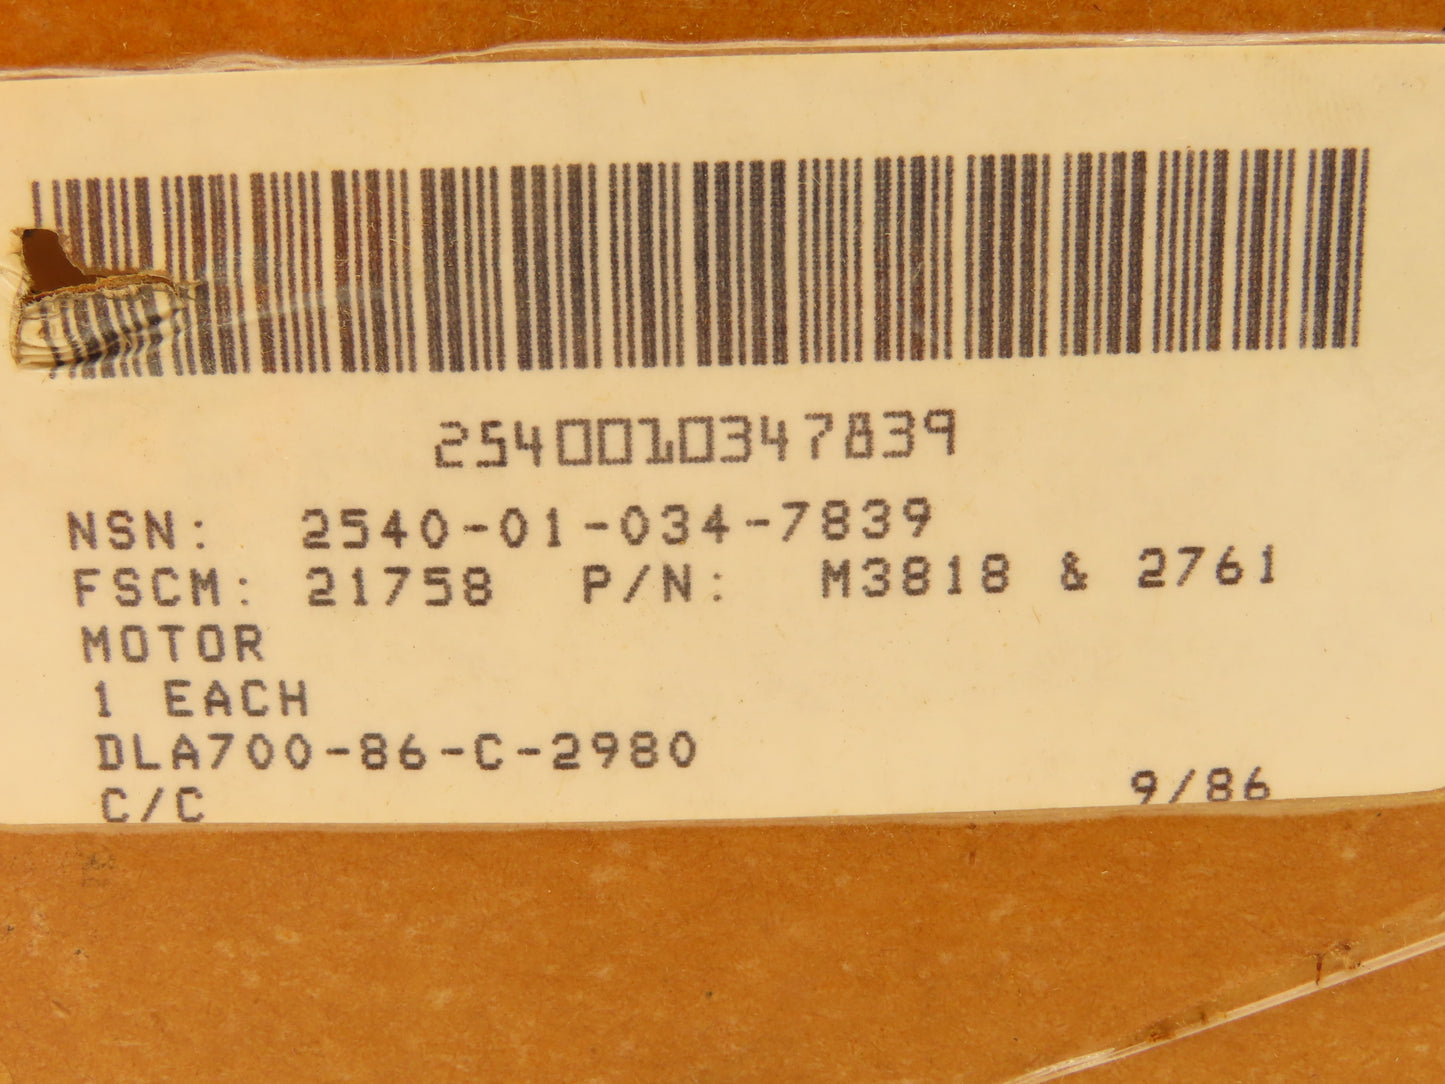 2540010347839
NSN: 2540-01-034-7839
FSCM: 21758 P/N: M3818 & 2761
MOTOR
1 EACH
DLA700-86-C-2980
C/C 9/86